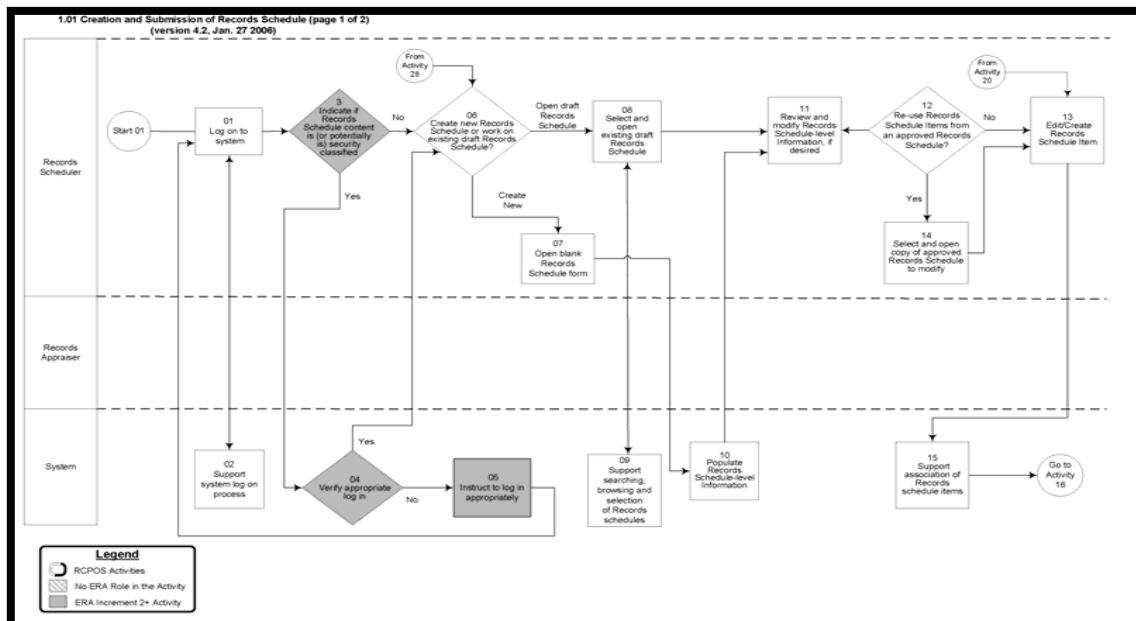 1.01 Creation and Submission of Records Schedule (page 1 of 2)
(version 4.2, Jan. 27 2006)
Records
Scheduler
Start 01
01
Log on to
system
3
Indicate if
Records
Schedule content
is (or potentially
is) security
classified
No
Yes
From
Activity
28
06
Create new Records
Schedule or work on
existing draft Records
Schedule?
Open draft
Records
Schedule
Create
New
07
Open blank
Records
Schedule form
08
Select and
open
existing draft
Records
Schedule
11
Review and
modify Records
Schedule-level
Information, if
desired
12
Re-use Records
Schedule Items from
an approved Records
Schedule?
No
Yes
From
Activity
20
13
Edit/Create
Records
Schedule Item
14
Select and open
copy of approved
Records Schedule
to modify
Records
Appraiser
System
02
Support
system log on
process
Yes
04
Verify appropriate
log in
No
05
Instruct to log in
appropriately
09
Support
searching,
browsing and
selection
of Records
schedules
10
Populate
Records
Schedule-level
Information
15
Support
association of
Records
schedule items
Go to
Activity
16
Legend
RCPOS Activities
No ERA Role in the Activity
ERA Increment 2+ Activity